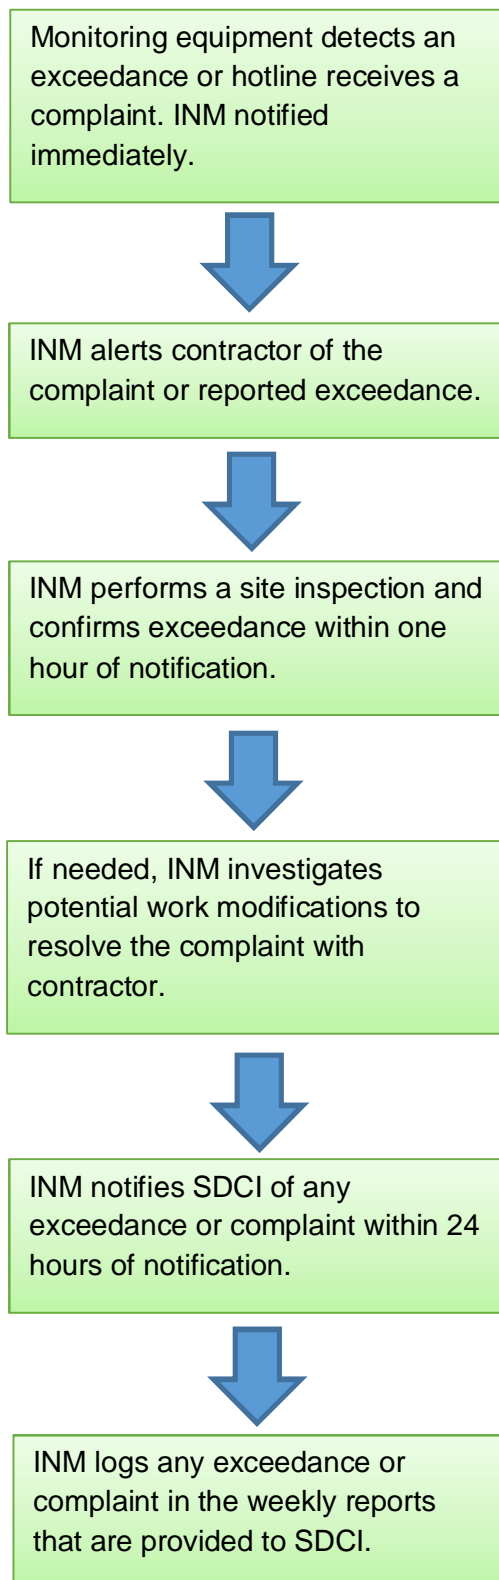 Monitoring equipment detects an
exceedance or hotline receives a
complaint. INM notified
immediately.
INM alerts contractor of the
complaint or reported exceedance.
INM performs a site inspection and
confirms exceedance within one
hour of notification.
If needed, INM investigates
potential work modifications to
resolve the complaint with
contractor.
INM notifies SDCI of any
exceedance or complaint within 24
hours of notification.
INM logs any exceedance or
complaint in the weekly reports
that are provided to SDCI.